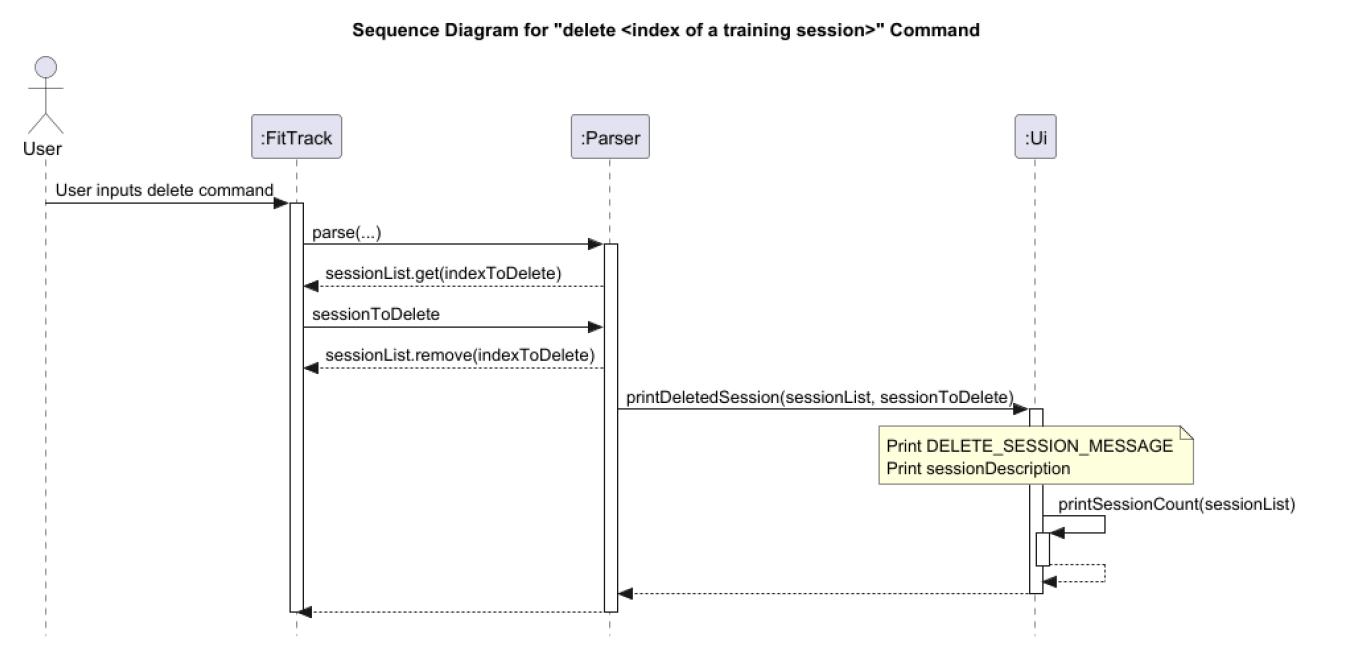 Sequence Diagram for "delete <index of a training session>" Command
User
:FitTrack
:Parser
:Ui
User inputs delete command
parse(...)
sessionList.get(indexToDelete)
sessionToDelete
sessionList.remove(indexToDelete)
printDeletedSession(sessionList, sessionToDelete)
Print DELETE_SESSION_MESSAGE
Print sessionDescription
printSessionCount(sessionList)